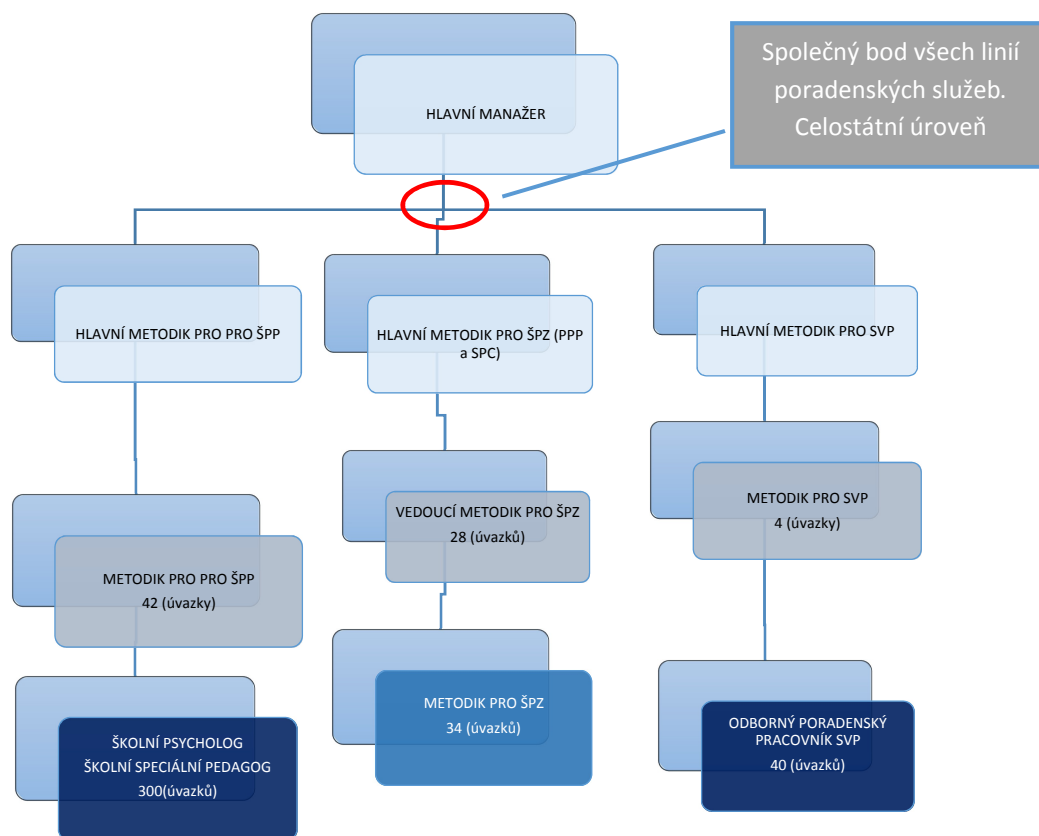 Společný bod všech linií
poradenských služeb.
Celostátní úroveň
HLAVNÍ MANAŽER
HLAVNÍ METODIK PRO PRO ŠPP
HLAVNÍ METODIK PRO ŠPZ (PPP
a SPC)
HLAVNÍ METODIK PRO SVP
METODIK PRO PRO ŠPP
42 (úvazky)
VEDOUCÍ METODIK PRO ŠPZ
28 (úvazků)
METODIK PRO SVP
4 (úvazky)
ŠKOLNÍ PSYCHOLOG
ŠKOLNÍ SPECIÁLNÍ PEDAGOG
300(úvazků)
METODIK PRO ŠPZ
34 (úvazků)
ODBORNÝ PORADENSKÝ
PRACOVNÍK SVP
40 (úvazků)